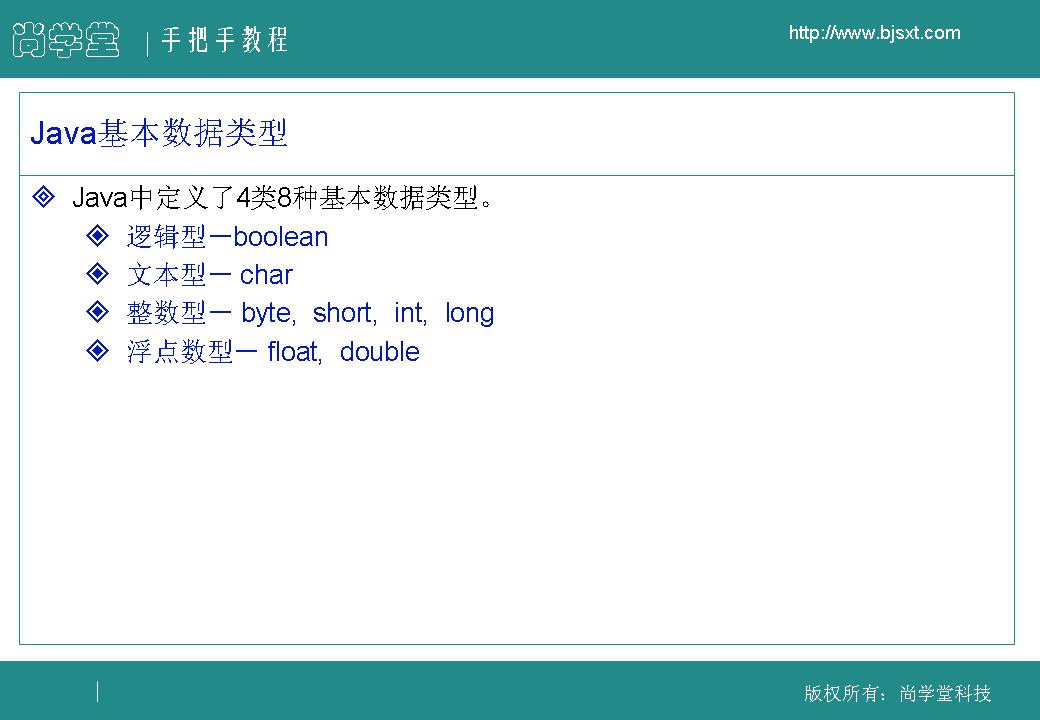 尚学堂
手把手教程
http://www.bjsxt.com
Java基本数据类型
Java中定义了4类8种基本数据类型。
逻辑型－boolean
文本型－ char
整数型－ byte, short, int, long
浮点数型－ float, double
版权所有：尚学堂科技